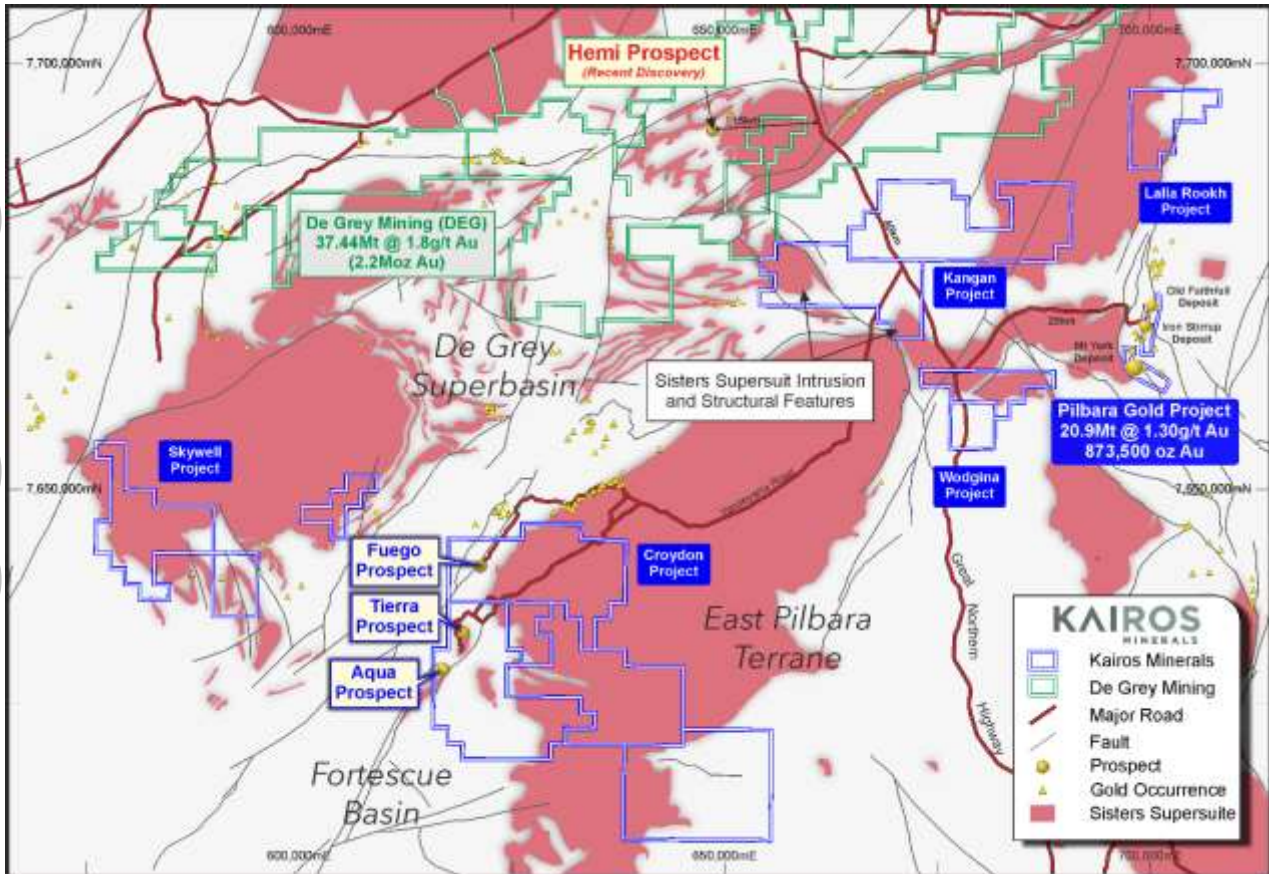 600,000mE
650,000mE
7,700,000mN
7,700,000mN
Hemi Prospect
(Recent Discovery)
Lalla Rookh
Project
De Grey Mining (DEG)
37.44Mt @ 1.8g/t Au
(2.2Moz Au)
40km
Kangan
Project
Old Faithfull
Deposit
Iron Stirrup
Deposit
Mt York
Deposit
De Grey
Superbasin
Sisters Supersuit Intrusion
and Structural Features
Pilbara Gold Project
20.9Mt @ 1.30g/t Au
873,500 oz Au
Skywell
Project
Wodgina
Project
7,650,000mN
7,650,000mN
Fuego
Prospect
Croydon
Project
Tierra
Prospect
East Pilbara
Terrane
Aqua
Prospect
Great
Northern
Highway
Fortescue
Basin
KAIROS
MINERALS
Kairos Minerals
De Grey Mining
Major Road
Fault
Prospect
Gold Occurrence
Sisters Supersuite
600,000mE
650,000mE
700,000mE